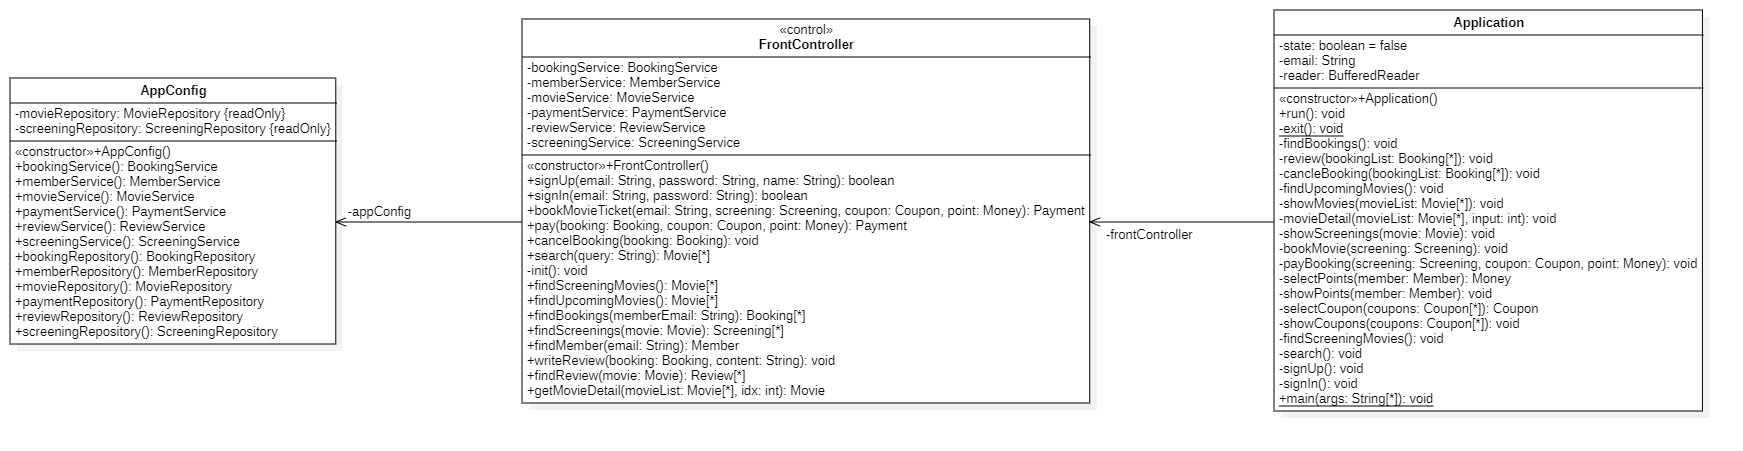 AppConfig
-movieRepository: MovieRepository {readOnly}
-screeningRepository: ScreeningRepository {readOnly}
«constructor»+AppConfig()
+bookingService(): BookingService
+memberService(): MemberService
+movieService(): MovieService
+paymentService(): PaymentService
+reviewService(): ReviewService
+screeningService(): ScreeningService
+bookingRepository(): BookingRepository
+memberRepository(): MemberRepository
+movieRepository(): MovieRepository
+paymentRepository(): PaymentRepository
+reviewRepository(): ReviewRepository
+screeningRepository(): ScreeningRepository
-appConfig
«control»
FrontController
-bookingService: BookingService
-memberService: MemberService
-movieService: MovieService
-paymentService: PaymentService
-reviewService: ReviewService
-screeningService: ScreeningService
«constructor»+FrontController()
+signUp(email: String, password: String, name: String): boolean
+signIn(email: String, password: String): boolean
+bookMovieTicket(email: String, screening: Screening, coupon: Coupon, point: Money): Payment
+pay(booking: Booking, coupon: Coupon, point: Money): Payment
+cancelBooking(booking: Booking): void
+search(query: String): Movie[*]
-init(): void
+findScreeningMovies(): Movie[*]
+findUpcomingMovies(): Movie[*]
+findBookings(memberEmail: String): Booking[*]
+findScreenings(movie: Movie): Screening[*]
+findMember(email: String): Member
+writeReview(booking: Booking, content: String): void
+findReview(movie: Movie): Review[*]
+getMovieDetail(movieList: Movie[*], idx: int): Movie
-frontController
Application
-state: boolean = false
-email: String
-reader: BufferedReader
«constructor»+Application()
+run(): void
-exit(): void
-findBookings(): void
-review(bookingList: Booking[*]): void
-cancleBooking(bookingList: Booking[*]): void
-findUpcomingMovies(): void
-showMovies(movieList: Movie[*]): void
-movieDetail(movieList: Movie[*], input: int): void
-showScreenings(movie: Movie): void
-bookMovie(screening: Screening): void
-payBooking(screening: Screening, coupon: Coupon, point: Money): void
-selectPoints(member: Member): Money
-showPoints(member: Member): void
-selectCoupon(coupons: Coupon[*]): Coupon
-showCoupons(coupons: Coupon[*]): void
-findScreeningMovies(): void
-search(): void
-signUp(): void
-signIn(): void
+main(args: String[*]): void